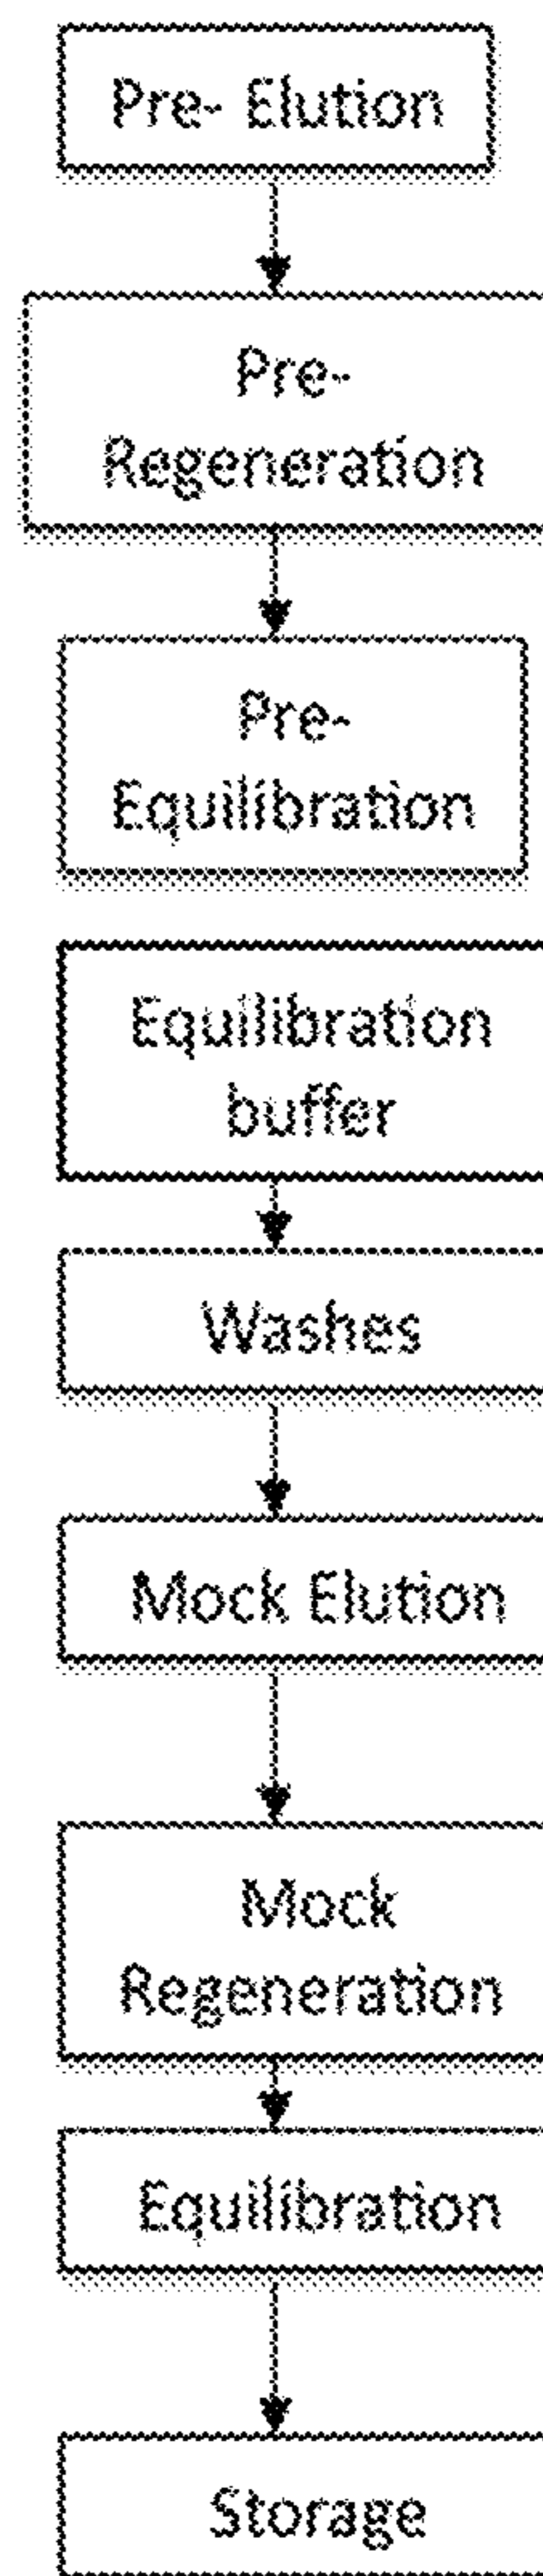 Pre- Elution
Pre-
Regeneration
Pre-
Equilibration
Equilibration
buffer
Washes
Mock Elution
Mock
Regeneration
Equilibration
Storage